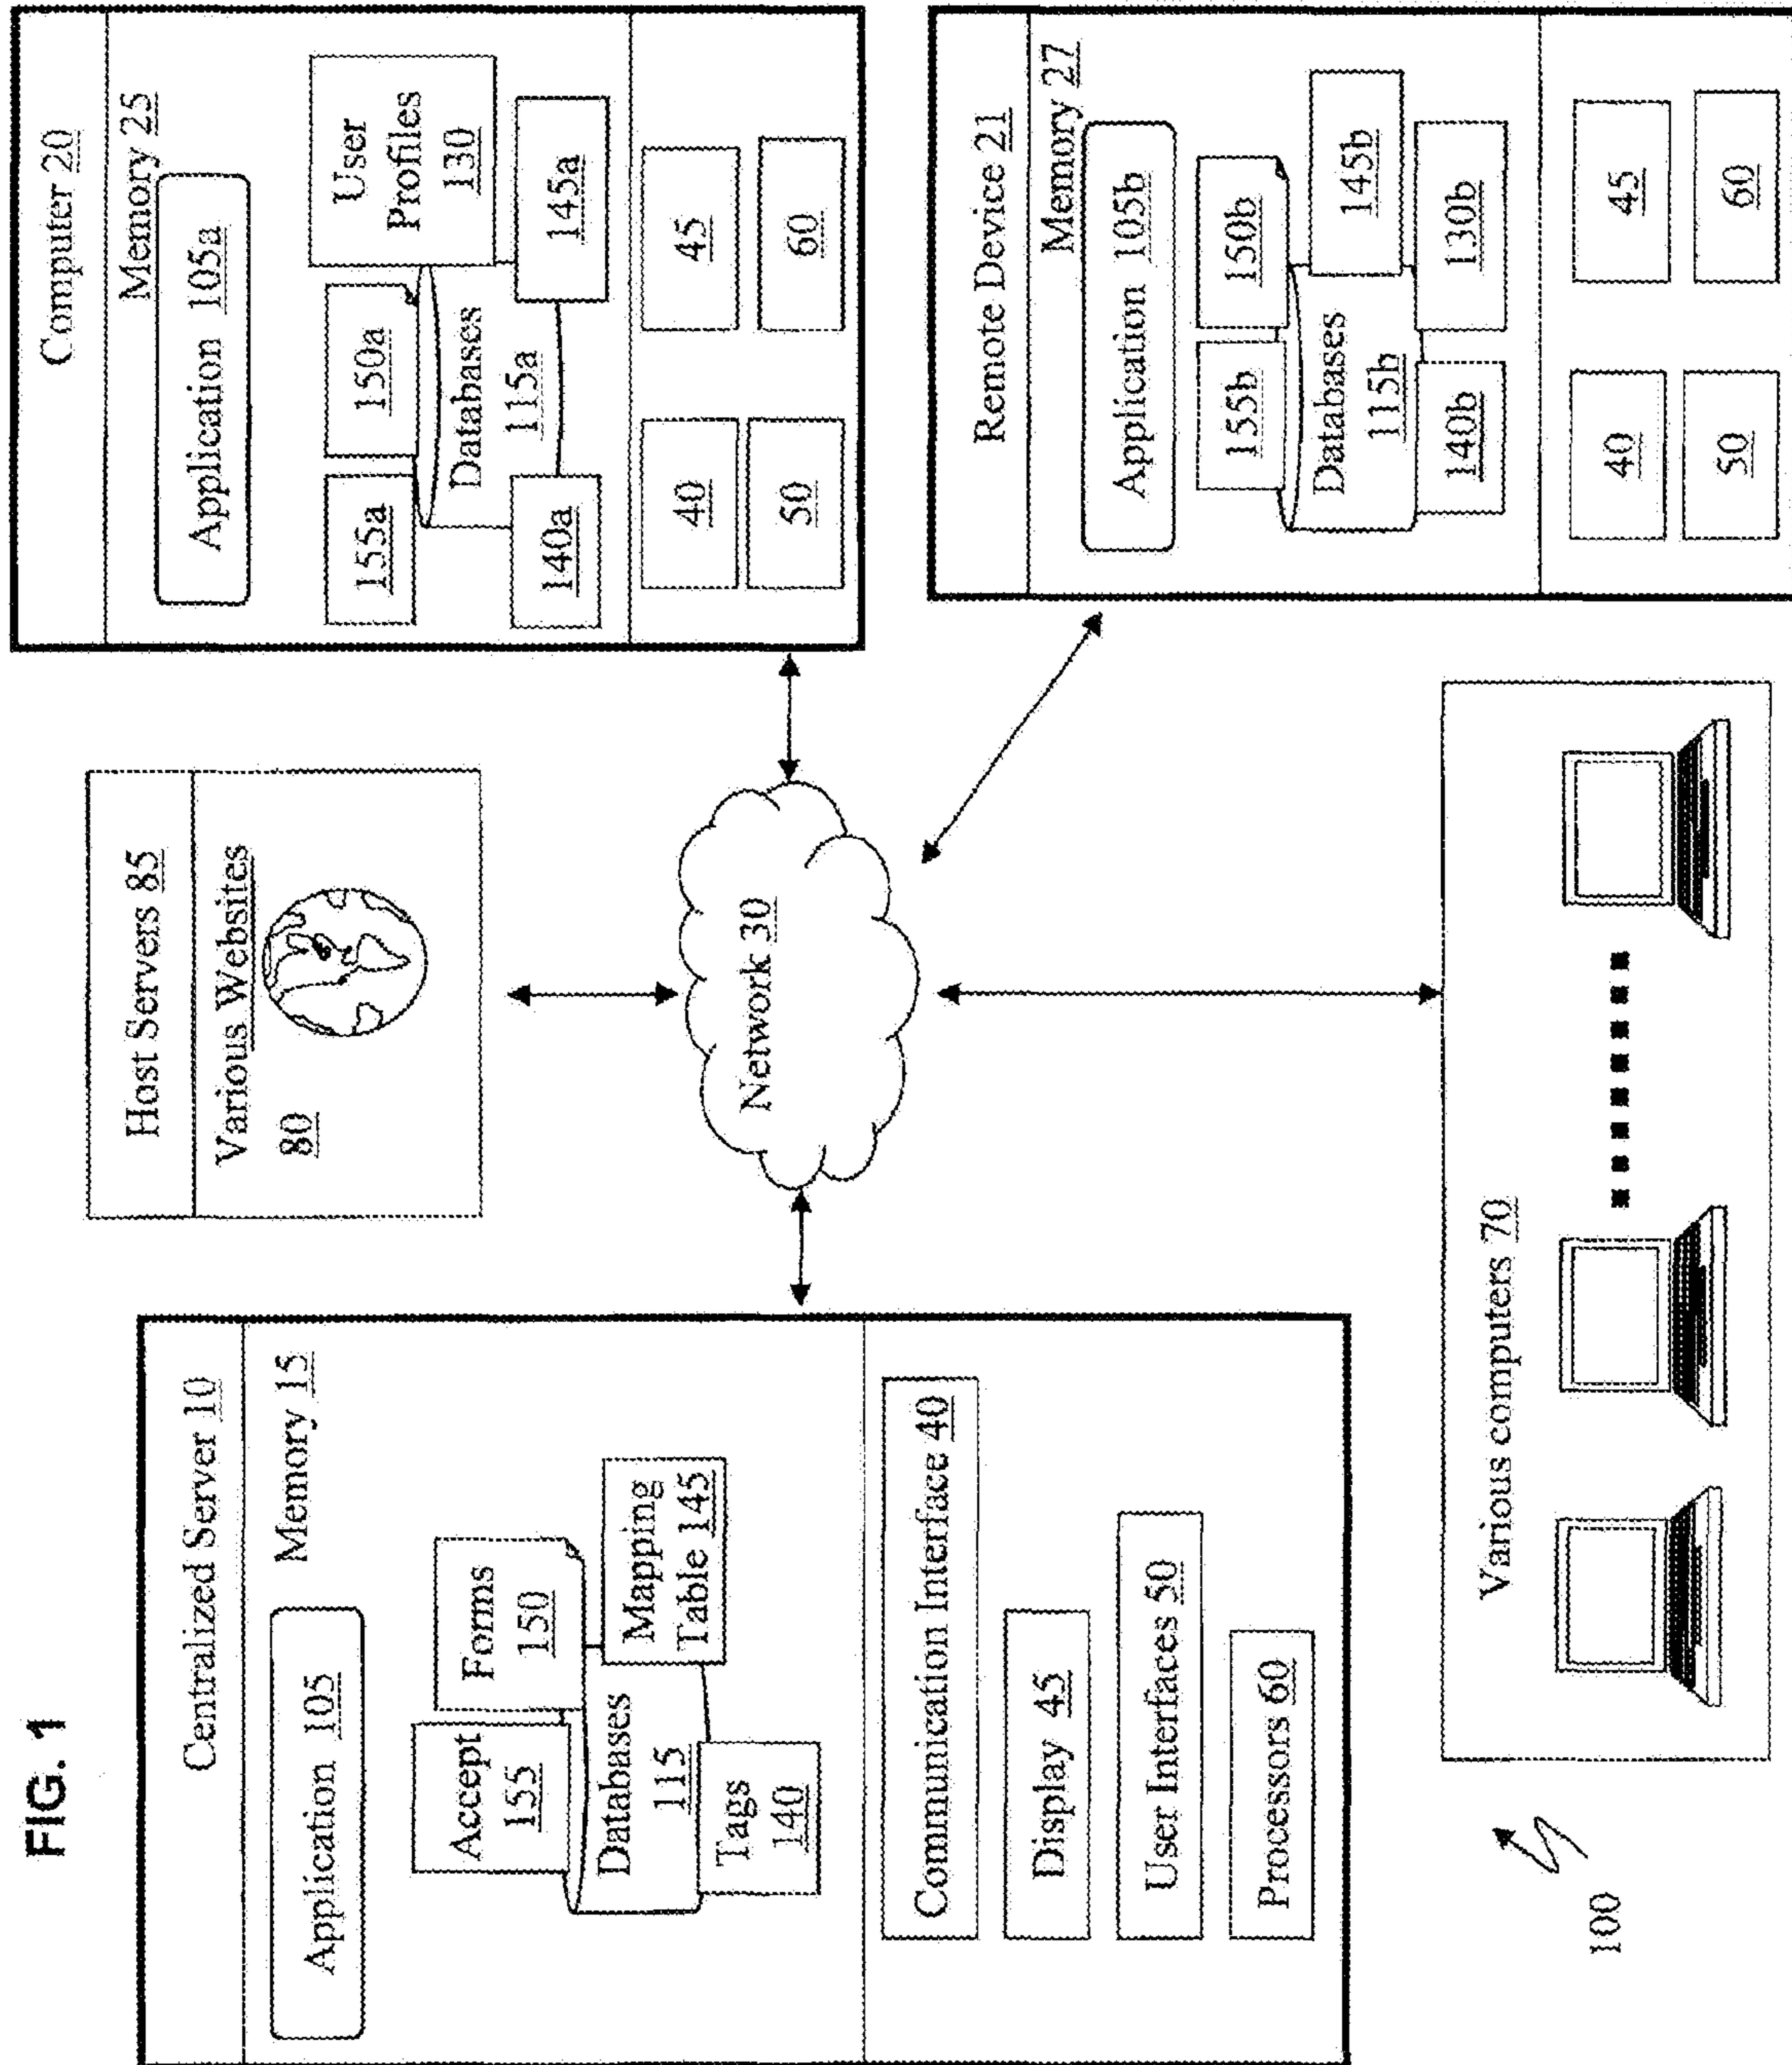 FIG. 1
Centralized Server 10
Memory 15
Application 105
Accept
155
Forms
150
Databases
115
Mapping
Table 145
Tags
140
Communication Interface 40
Display 45
User Interfaces 50
Processors 60
Host Servers 85
Various Websites
80
Network 30
Computer 20
Memory 25
Application 105a
155a
150a
User
Profiles
130
Databases
115a
140a
145a
40
45
50
60
Remote Device 21
Memory 27
Application 105b
155b
150b
Databases
115b
145b
140b
130b
40
45
50
60
Various computers 70
100